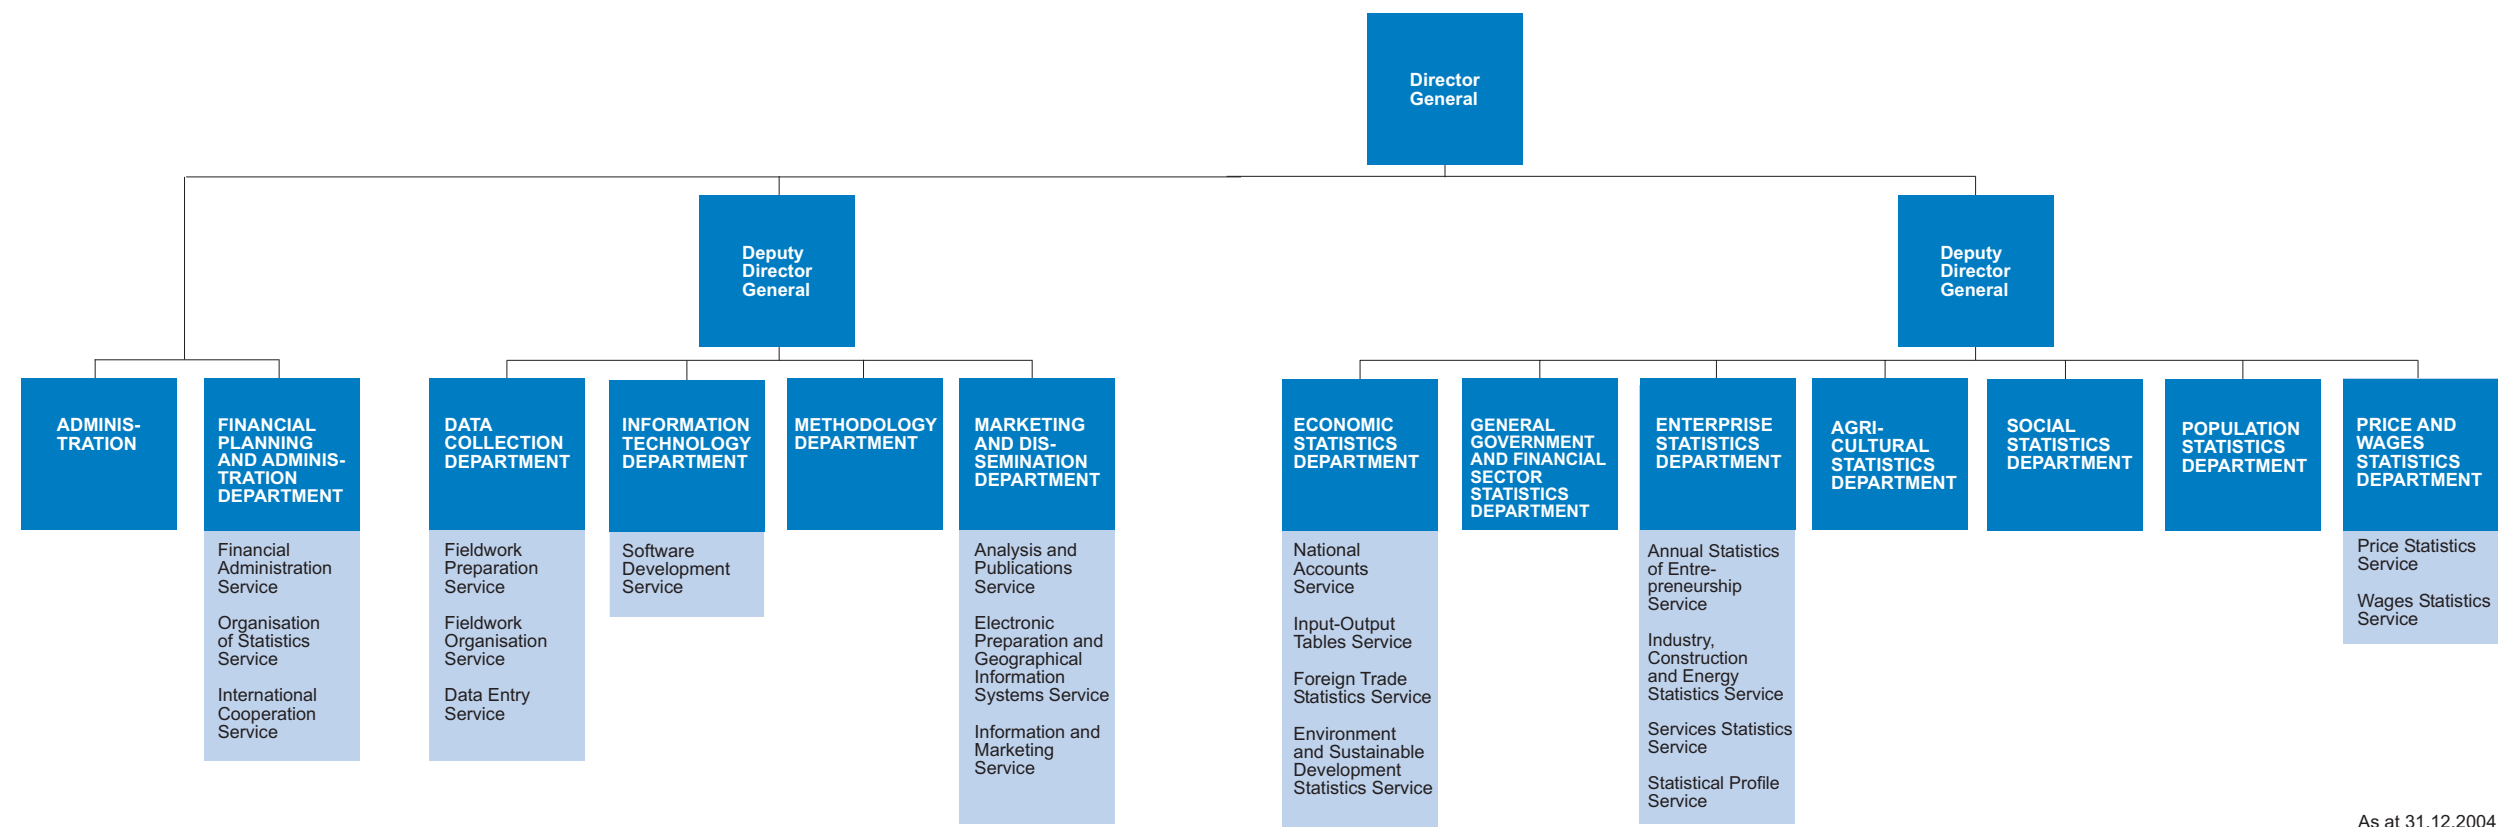 Director
General
Deputy
Director
General
Deputy
Director
General
ADMINIS-
TRATION
FINANCIAL
PLANNING
AND ADMINIS-
TRATION
DEPARTMENT
Financial
Administration
Service
Organisation
of Statistics
Service
International
Cooperation
Service
DATA
COLLECTION
DEPARTMENT
Fieldwork
Preparation
Service
Fieldwork
Organisation
Service
Data Entry
Service
INFORMATION
TECHNOLOGY
DEPARTMENT
Software
Development
Service
METHODOLOGY
DEPARTMENT
MARKETING
AND DIS-
SEMINATION
DEPARTMENT
Analysis and
Publications
Service
Electronic
Preparation and
Geographical
Information
Systems Service
Information and
Marketing
Service
ECONOMIC
STATISTICS
DEPARTMENT
National
Accounts
Service
Input-Output
Tables Service
Foreign Trade
Statistics Service
Environment
and Sustainable
Development
Statistics Service
GENERAL
GOVERNMENT
AND FINANCIAL
SECTOR
STATISTICS
DEPARTMENT
ENTERPRISE
STATISTICS
DEPARTMENT
Annual Statistics
of Entre-
preneurship
Service
Industry,
Construction
and Energy
Statistics Service
Services Statistics
Service
Statistical Profile
Service
AGRI-
CULTURAL
STATISTICS
DEPARTMENT
SOCIAL
STATISTICS
DEPARTMENT
POPULATION
STATISTICS
DEPARTMENT
PRICE AND
WAGES
STATISTICS
DEPARTMENT
Price Statistics
Service
Wages Statistics
Service
As at 31.12.2004